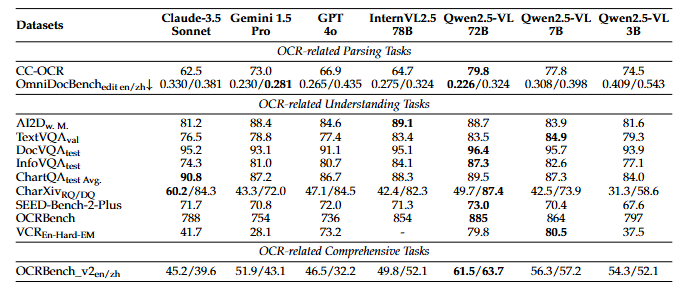 Datasets Claude-3.5 Sonnet Gemini 1.5 Pro GPT 4o InternVL2.5 78B Qwen2.5-VL 72B Qwen2.5-VL 7B Qwen2.5-VL 3B
OCR-related Parsing Tasks
CC-OCR 62.5 73.0 66.9 64.7 79.8 77.8 74.5
OmniDocBench edit en/zh↓ 0.330/0.381 0.230/0.281 0.265/0.435 0.275/0.324 0.226/0.324 0.308/0.398 0.409/0.543
OCR-related Understanding Tasks
AI2D w. M. 81.2 88.4 84.6 89.1 88.7 83.9 81.6
TextVQA val 76.5 78.8 77.4 83.4 83.5 84.9 79.3
DocVQA test 95.2 93.1 91.1 95.1 96.4 95.7 93.9
InfoVQA test 74.3 81.0 80.7 84.1 87.3 82.6 77.1
ChartQA test Avg. 90.8 87.2 86.7 88.3 89.5 87.3 84.0
CharXiv RQ/DQ 60.2/84.3 43.3/72.0 47.1/84.5 42.4/82.3 49.7/87.4 42.5/73.9 31.3/58.6
SEED-Bench-2-Plus 71.7 70.8 72.0 71.3 73.0 70.4 67.6
OCRBench 788 754 736 854 885 864 797
VCR En-Hard-EM 41.7 28.1 73.2 - 79.8 80.5 37.5
OCR-related Comprehensive Tasks
OCRBench_v2 en/zh 45.2/39.6 51.9/43.1 46.5/32.2 49.8/52.1 61.5/63.7 56.3/57.2 54.3/52.1